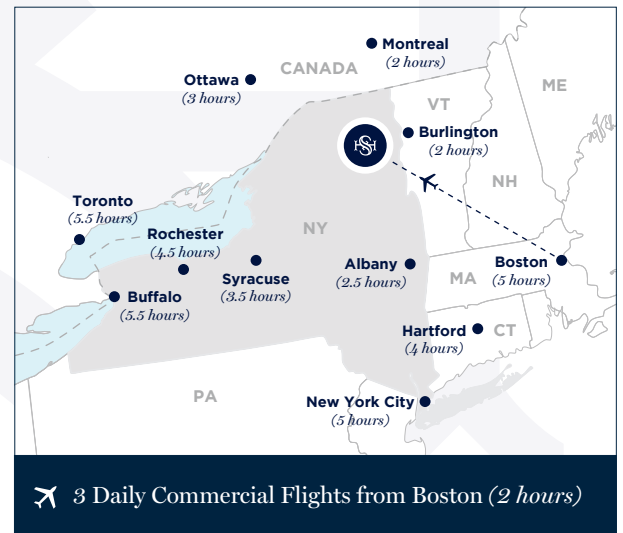 Montreal
(2 hours)
CANADA
Ottawa
(3 hours)
ME
VT
Burlington
(2 hours)
HSH
NH
Toronto
(5.5 hours)
NY
Rochester
(4.5 hours)
Syracuse
(3.5 hours)
Albany
(2.5 hours)
Boston
(5 hours)
MA
Buffalo
(5.5 hours)
Hartford
(4 hours)
CT
PA
New York City
(5 hours)
3 Daily Commercial Flights from Boston (2 hours)